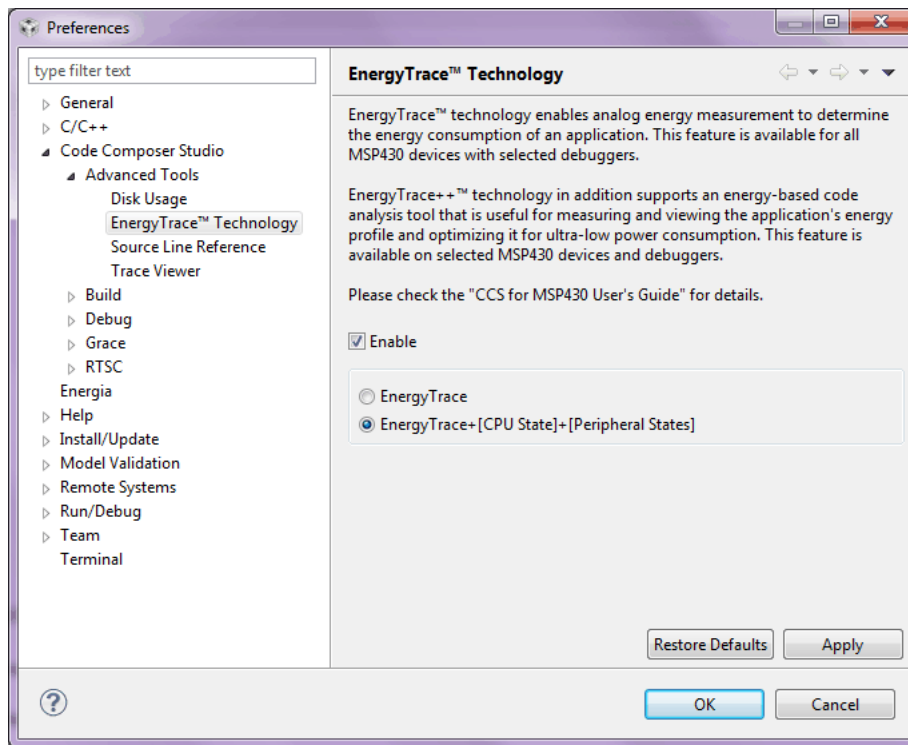 Preferences
type filter text
General
C/C++
Code Composer Studio
Advanced Tools
Disk Usage
EnergyTrace™ Technology
Source Line Reference
Trace Viewer
Build
Debug
Grace
RTSC
Energia
Help
Install/Update
Model Validation
Remote Systems
Run/Debug
Team
Terminal
EnergyTrace™ Technology
EnergyTrace™ technology enables analog energy measurement to determine
the energy consumption of an application. This feature is available for all
MSP430 devices with selected debuggers.
EnergyTrace++™ technology in addition supports an energy-based code
analysis tool that is useful for measuring and viewing the application's energy
profile and optimizing it for ultra-low power consumption. This feature is
available on selected MSP430 devices and debuggers.
Please check the "CCS for MSP430 User's Guide" for details.
Enable
EnergyTrace
EnergyTrace+[CPU State]+[Peripheral States]
Restore Defaults
Apply
?
OK
Cancel